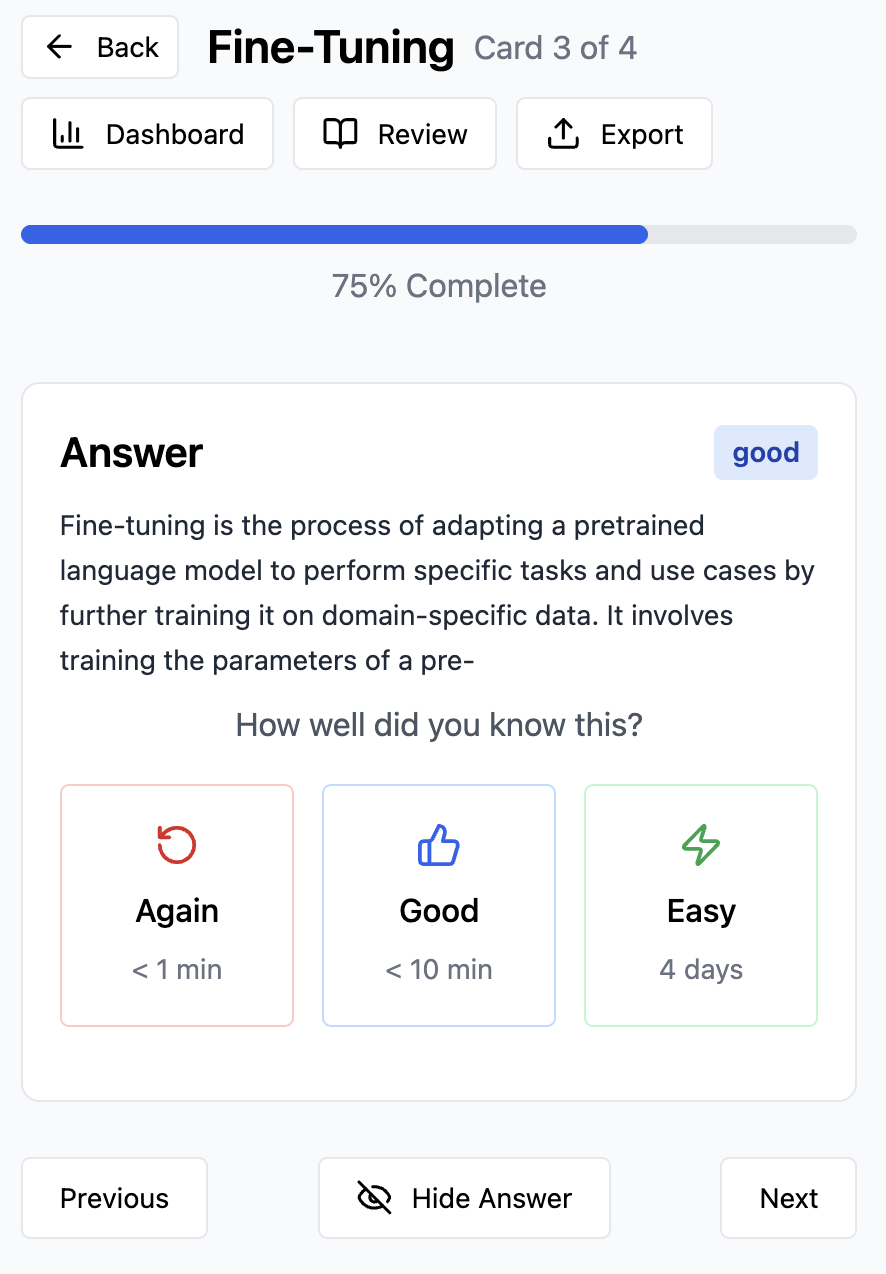 Back
Fine-Tuning
Card 3 of 4
Dashboard
Review
Export
75% Complete
Answer
good
Fine-tuning is the process of adapting a pretrained
language model to perform specific tasks and use cases by
further training it on domain-specific data. It involves
training the parameters of a pre-
How well did you know this?
Again
< 1 min
Good
< 10 min
Easy
4 days
Previous
Hide Answer
Next